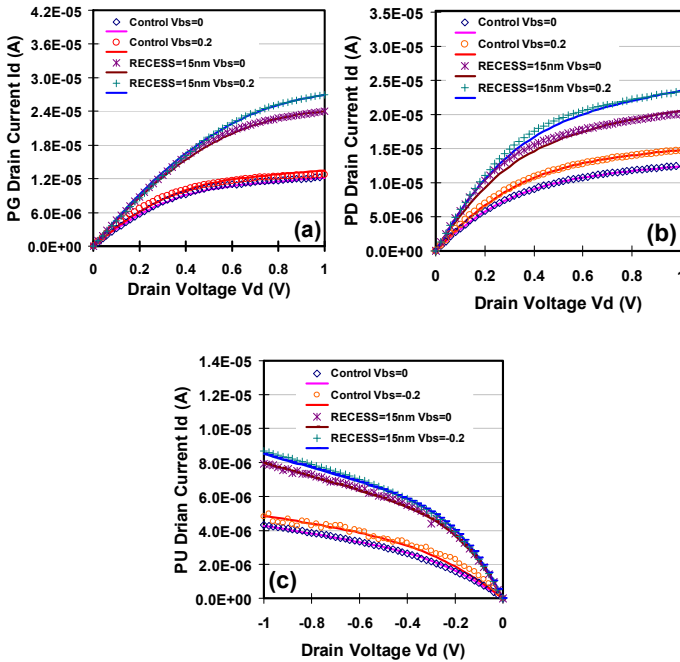 4.2E-05
3.6E-05
3.0E-05
2.4E-05
1.8E-05
1.2E-05
6.0E-06
0.0E+00
PG Drain Current Id (A)
Control Vbs=0
Control Vbs=0.2
RECESS=15nm Vbs=0
RECESS=15nm Vbs=0.2
(a)
0 0.2 0.4 0.6 0.8 1
Drain Voltage Vd (V)
3.5E-05
3.0E-05
2.5E-05
2.0E-05
1.5E-05
1.0E-05
5.0E-06
0.0E+00
PD Drain Current Id (A)
Control Vbs=0
Control Vbs=0.2
RECESS=15nm Vbs=0
RECESS=15nm Vbs=0.2
(b)
0 0.2 0.4 0.6 0.8 1
Drain Voltage Vd (V)
1.4E-05
1.2E-05
1.0E-05
8.0E-06
6.0E-06
4.0E-06
2.0E-06
0.0E+00
PU Drian Current Id (A)
Control Vbs=0
Control Vbs=-0.2
RECESS=15nm Vbs=0
RECESS=15nm Vbs=-0.2
(c)
-1 -0.8 -0.6 -0.4 -0.2 0
Drain Voltage Vd (V)